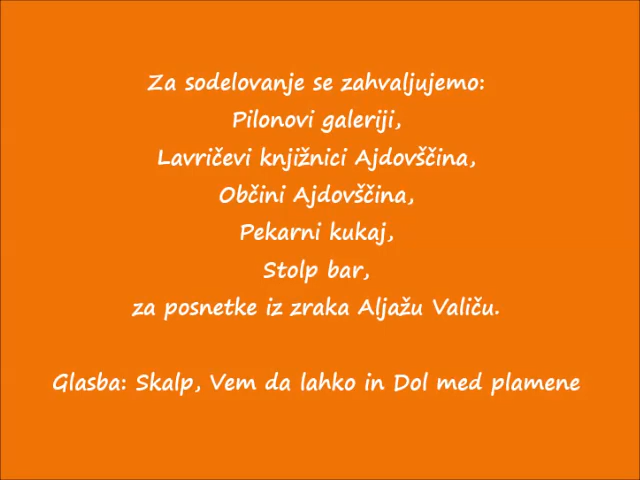 Za sodelovanje se zahvaljujemo:
Pilonovi galeriji,
Lavričevi knjižnici Ajdovščina,
Občini Ajdovščina,
Pekarni kukaj,
Stolp bar,
za posnetke iz zraka Aljažu Valiču.
Glasba: Skalp, Vem da lahko in Dol med plamene